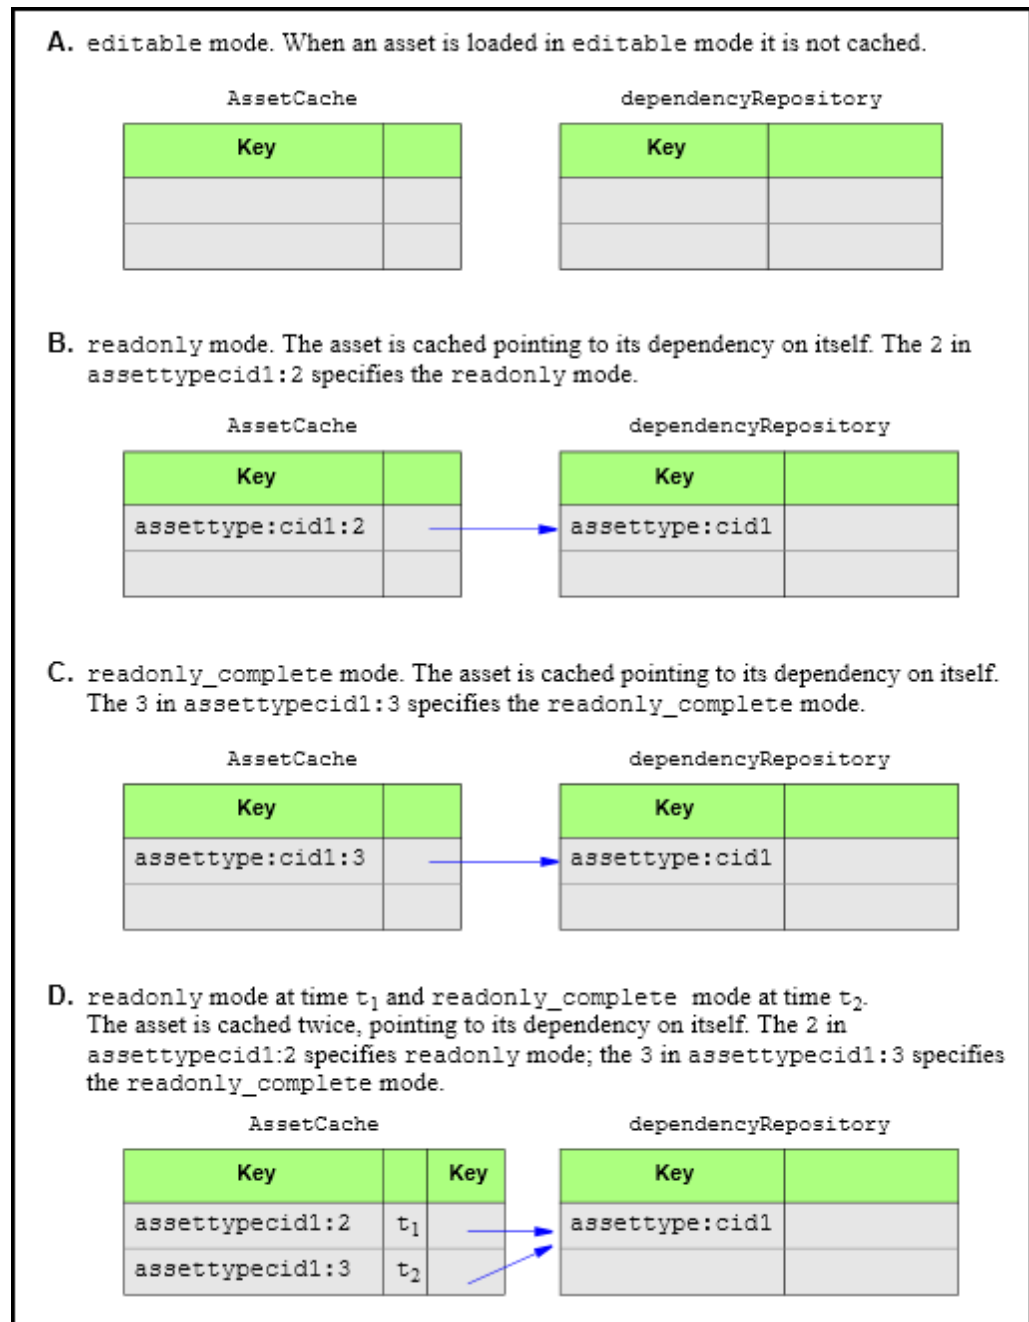 A. editable mode. When an asset is loaded in editable mode it is not cached.
AssetCache dependencyRepository
Key Key
B. readonly mode. The asset is cached pointing to its dependency on itself. The 2 in
assettypecid1:2 specifies the readonly mode.
AssetCache dependencyRepository
Key Key
assettype:cid1:2 assettype:cid1
C. readonly_complete mode. The asset is cached pointing to its dependency on itself.
The 3 in assettypecid1:3 specifies the readonly_complete mode.
AssetCache dependencyRepository
Key Key
assettype:cid1:3 assettype:cid1
D. readonly mode at time t1 and readonly_complete mode at time t2.
The asset is cached twice, pointing to its dependency on itself. The 2 in
assettypecid1:2 specifies readonly mode; the 3 in assettypecid1:3 specifies
the readonly_complete mode.
AssetCache dependencyRepository
Key Key Key
assettypecid1:2 t1 assettype:cid1
assettypecid1:3 t2